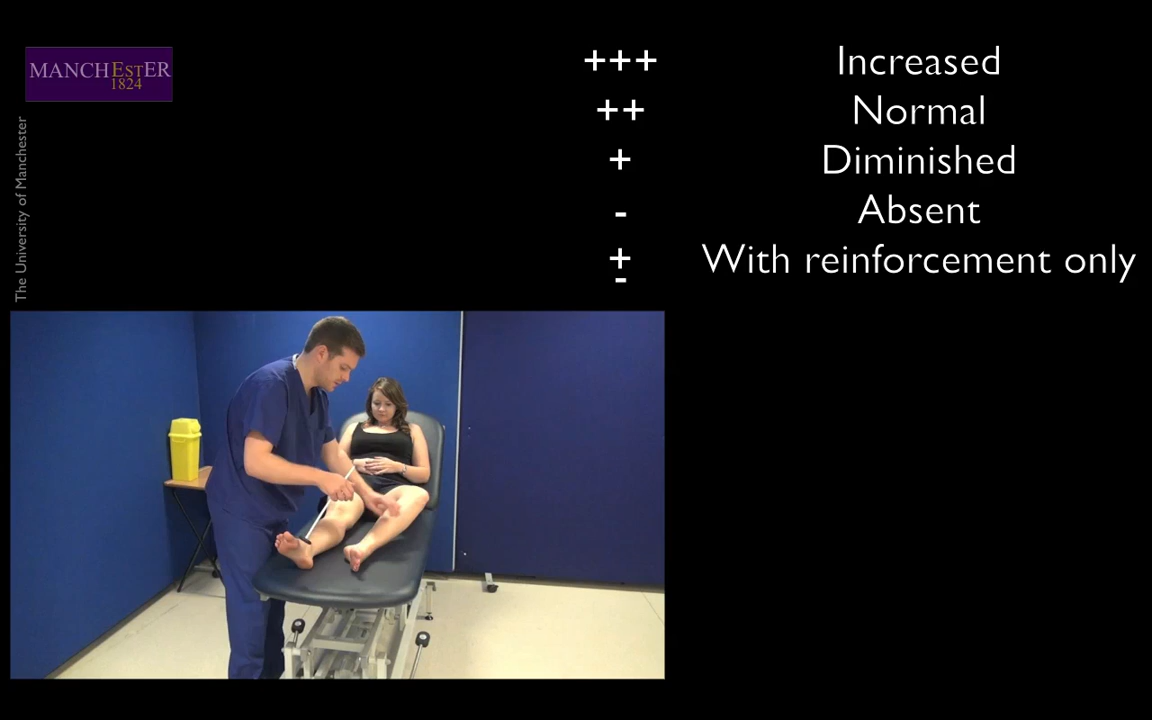 MANCHEstER
1824
The University of Manchester
+++ Increased
++ Normal
+ Diminished
- Absent
+
- With reinforcement only